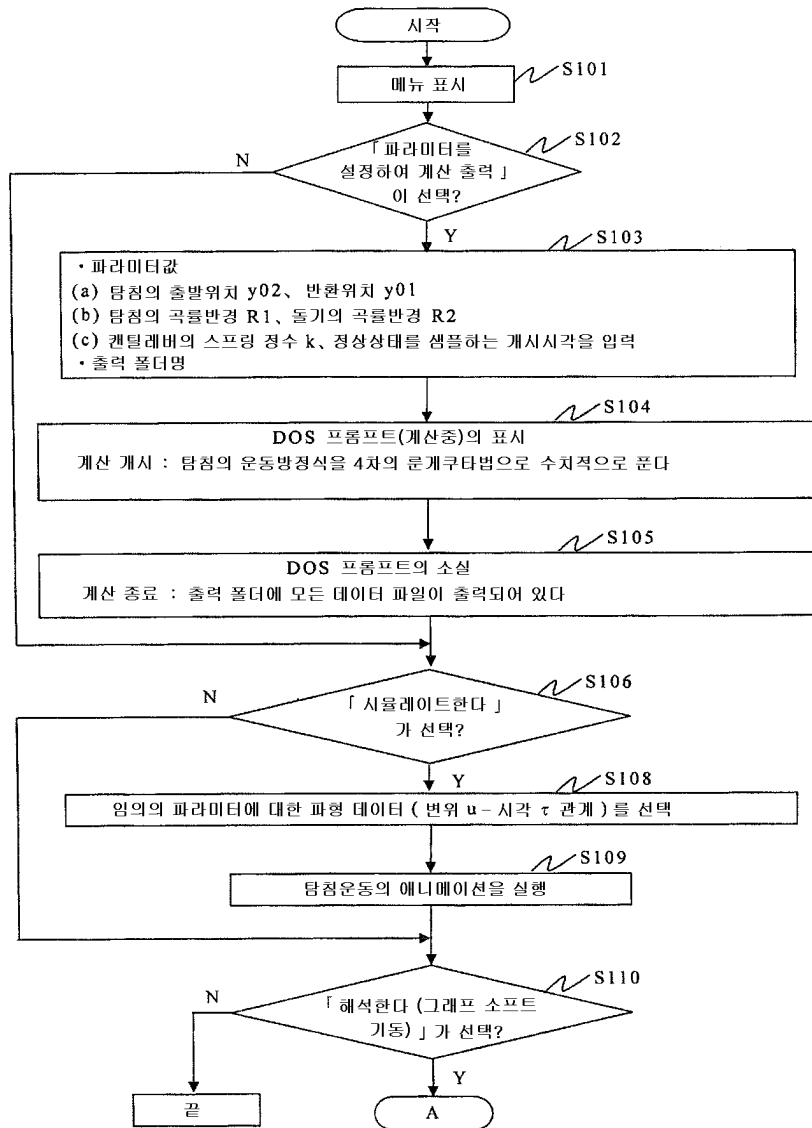 시작
S101
메뉴 표시
S102
N
「파라미터를
설정하여 계산 출력」
이 선택?
Y
S103
・파라미터값
(a) 탐침의 출발위치 y02、반환위치 y01
(b) 탐침의 곡률반경 R1、돌기의 곡률반경 R2
(c) 캔틸레버의 스프링 정수 k、정상상태를 샘플하는 개시시각을 입력
・출력 폴더명
S104
DOS 프롬프트(계산중)의 표시
계산 개시 : 탐침의 운동방정식을 4차의 룬게쿠타법으로 수치적으로 푼다
S105
DOS 프롬프트의 소실
계산 종료 : 출력 폴더에 모든 데이터 파일이 출력되어 있다
S106
N
「시율레이트한다」
가 선택?
Y
S108
임의의 파라미터에 대한 파형 데이터 ( 변위 u – 시각 τ 관계 ) 를 선택
S109
탐침운동의 애니메이션을 실행
S110
N
「해석한다 (그래프 소프트
기동) 」가 선택?
Y
끝
A